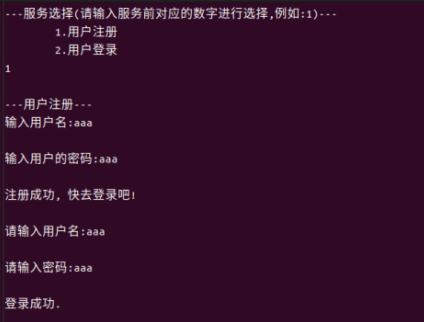 ---服务选择(请输入服务前对应的数字进行选择,例如:1)---
1.用户注册
2.用户登录
1
---用户注册---
输入用户名:aaa
输入用户的密码:aaa
注册成功, 快去登录吧!
请输入用户名:aaa
请输入密码:aaa
登录成功.